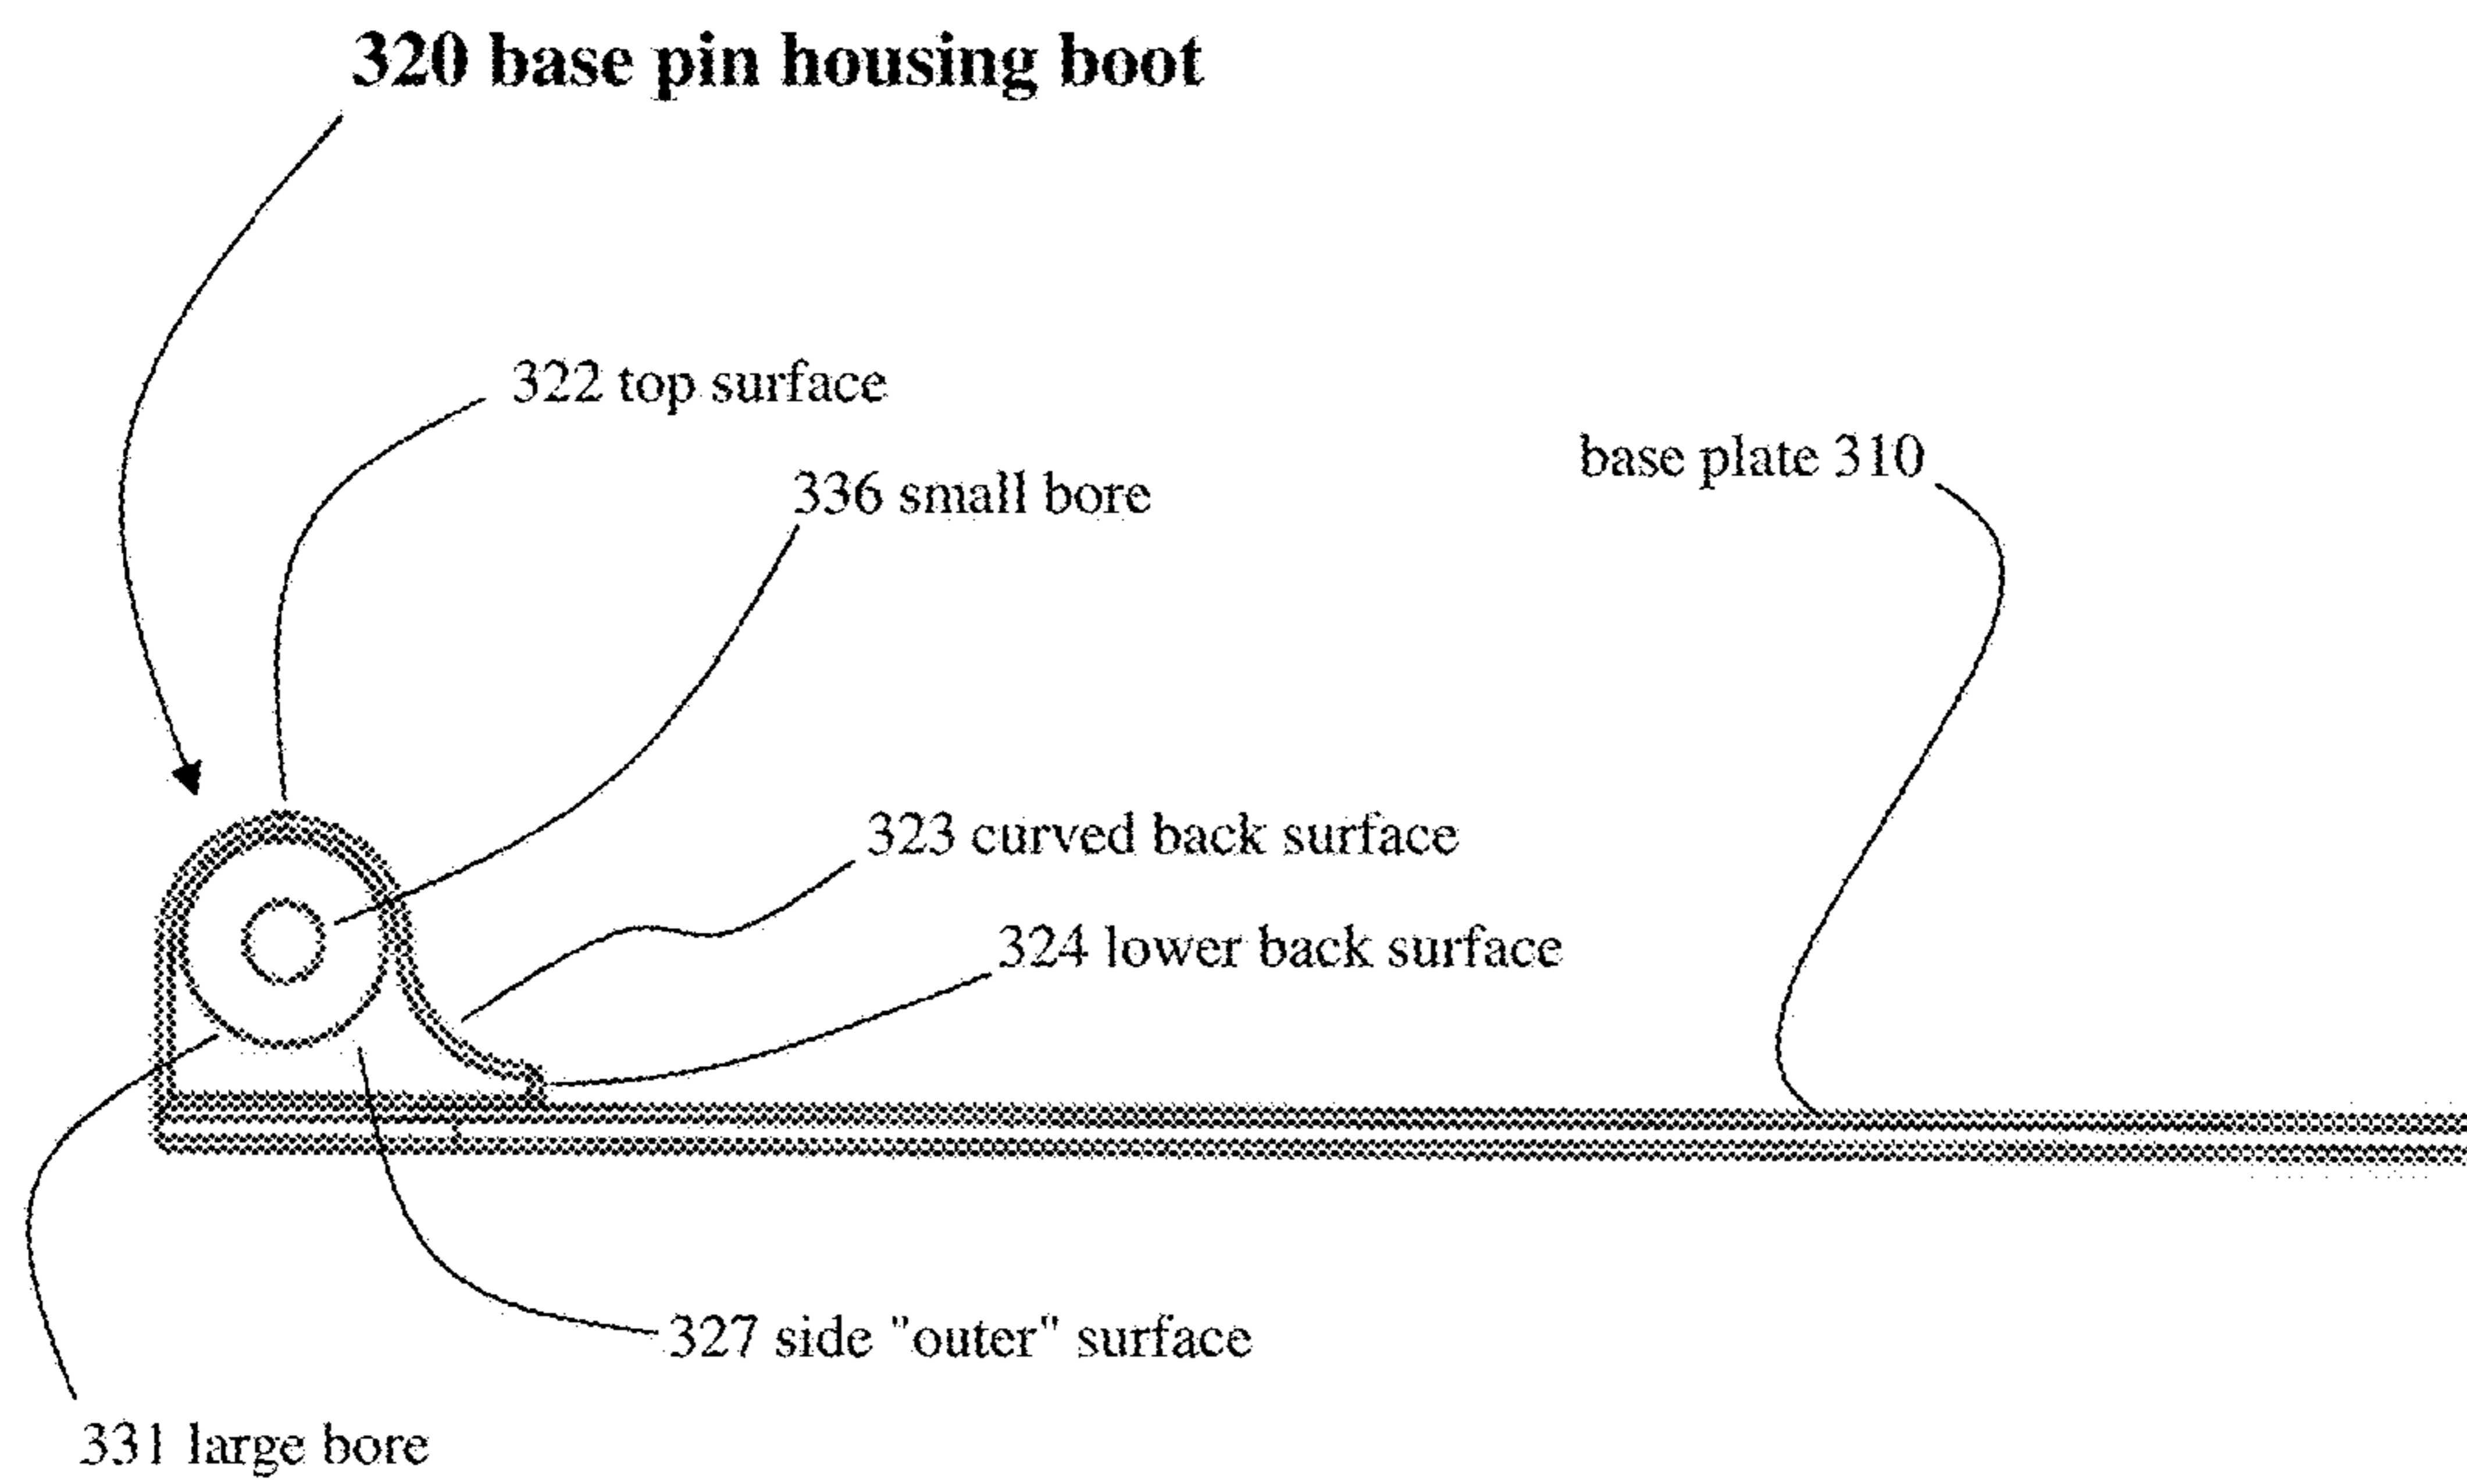 320 base pin housing boot
322 top surface
base plate 310
336 small bore
323 curved back surface
324 lower back surface
327 side "outer" surface
331 large bore